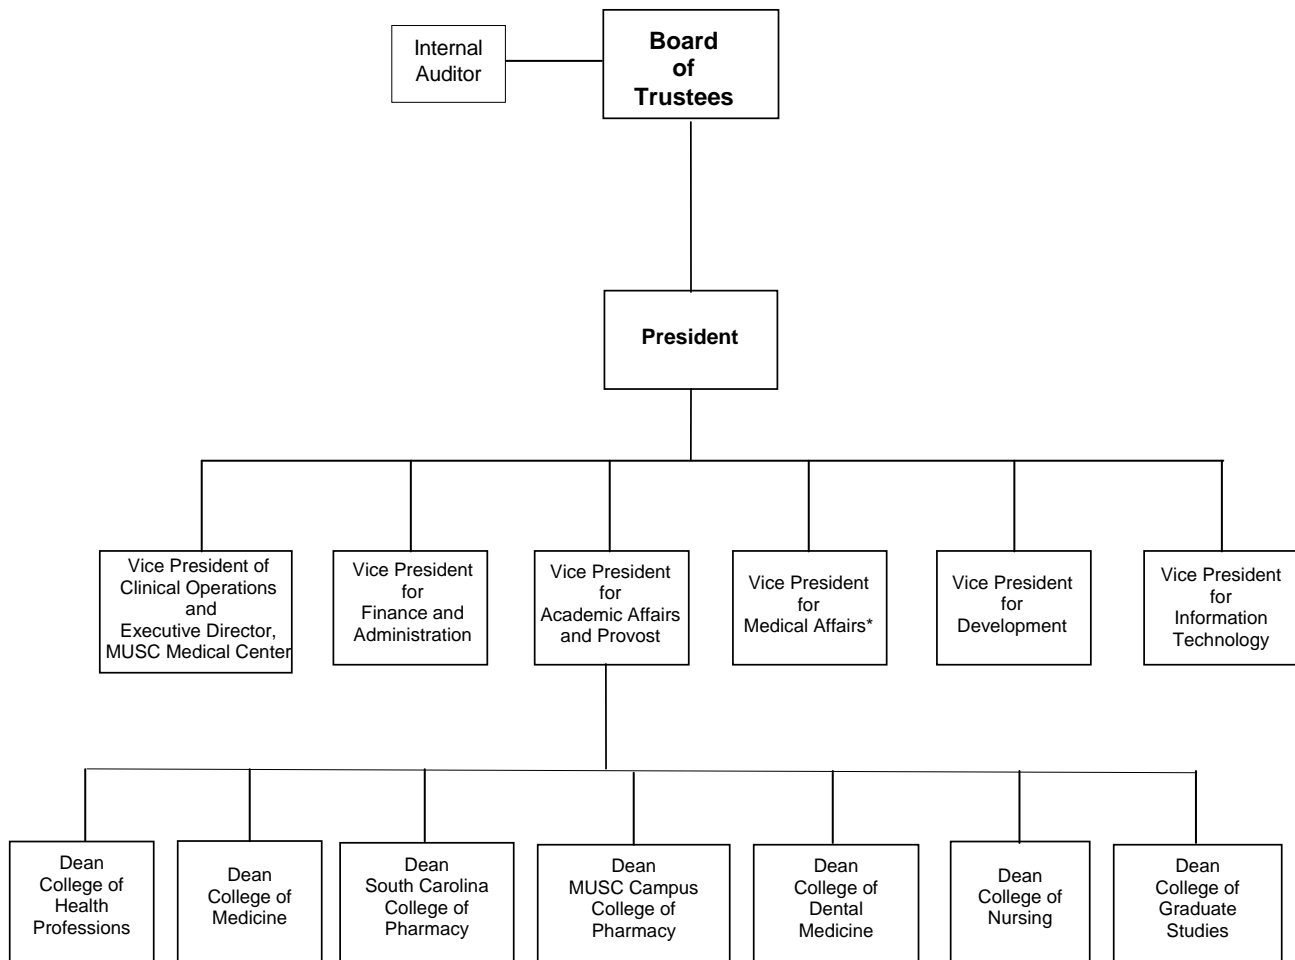 Internal
Auditor
Board
of
Trustees
President
Vice President of
Clinical Operations
and
Executive Director,
MUSC Medical Center
Vice President
for
Finance and
Administration
Vice President
for
Academic Affairs
and Provost
Vice President
for
Medical Affairs*
Vice President
for
Development
Vice President
for
Information
Technology
Dean
College of
Health
Professions
Dean
College of
Medicine
Dean
South Carolina
College of
Pharmacy
Dean
MUSC Campus
College of
Pharmacy
Dean
College of
Dental
Medicine
Dean
College of
Nursing
Dean
College of
Graduate
Studies